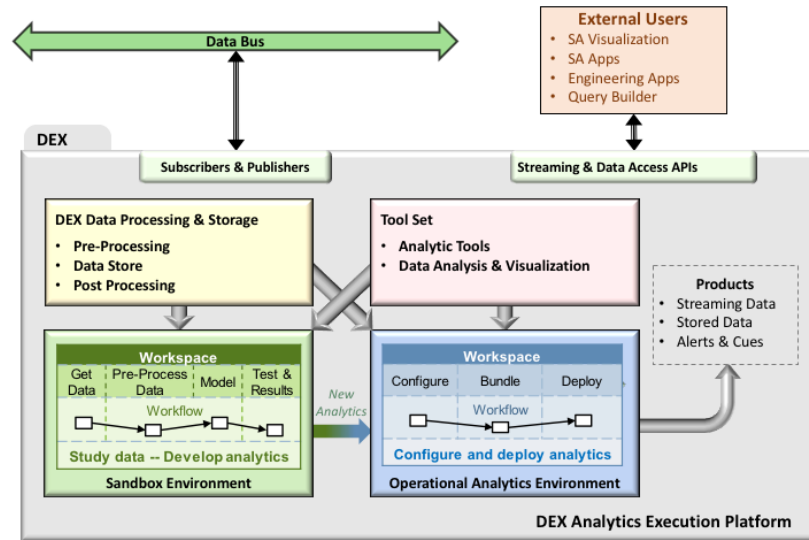 External Users
• SA Visualization
• SA Apps
• Engineering Apps
• Query Builder
Data Bus
DEX
Subscribers & Publishers
Streaming & Data Access APIs
DEX Data Processing & Storage
• Pre-Processing
• Data Store
• Post Processing
Tool Set
• Analytic Tools
• Data Analysis & Visualization
Products
• Streaming Data
• Stored Data
• Alerts & Cues
Workspace
Get
Data
Pre-Process
Data
Model
Test &
Results
Workflow
Study data -- Develop analytics
Sandbox Environment
New
Analytics
Workspace
Configure
Bundle
Deploy
Workflow
Configure and deploy analytics
Operational Analytics Environment
DEX Analytics Execution Platform